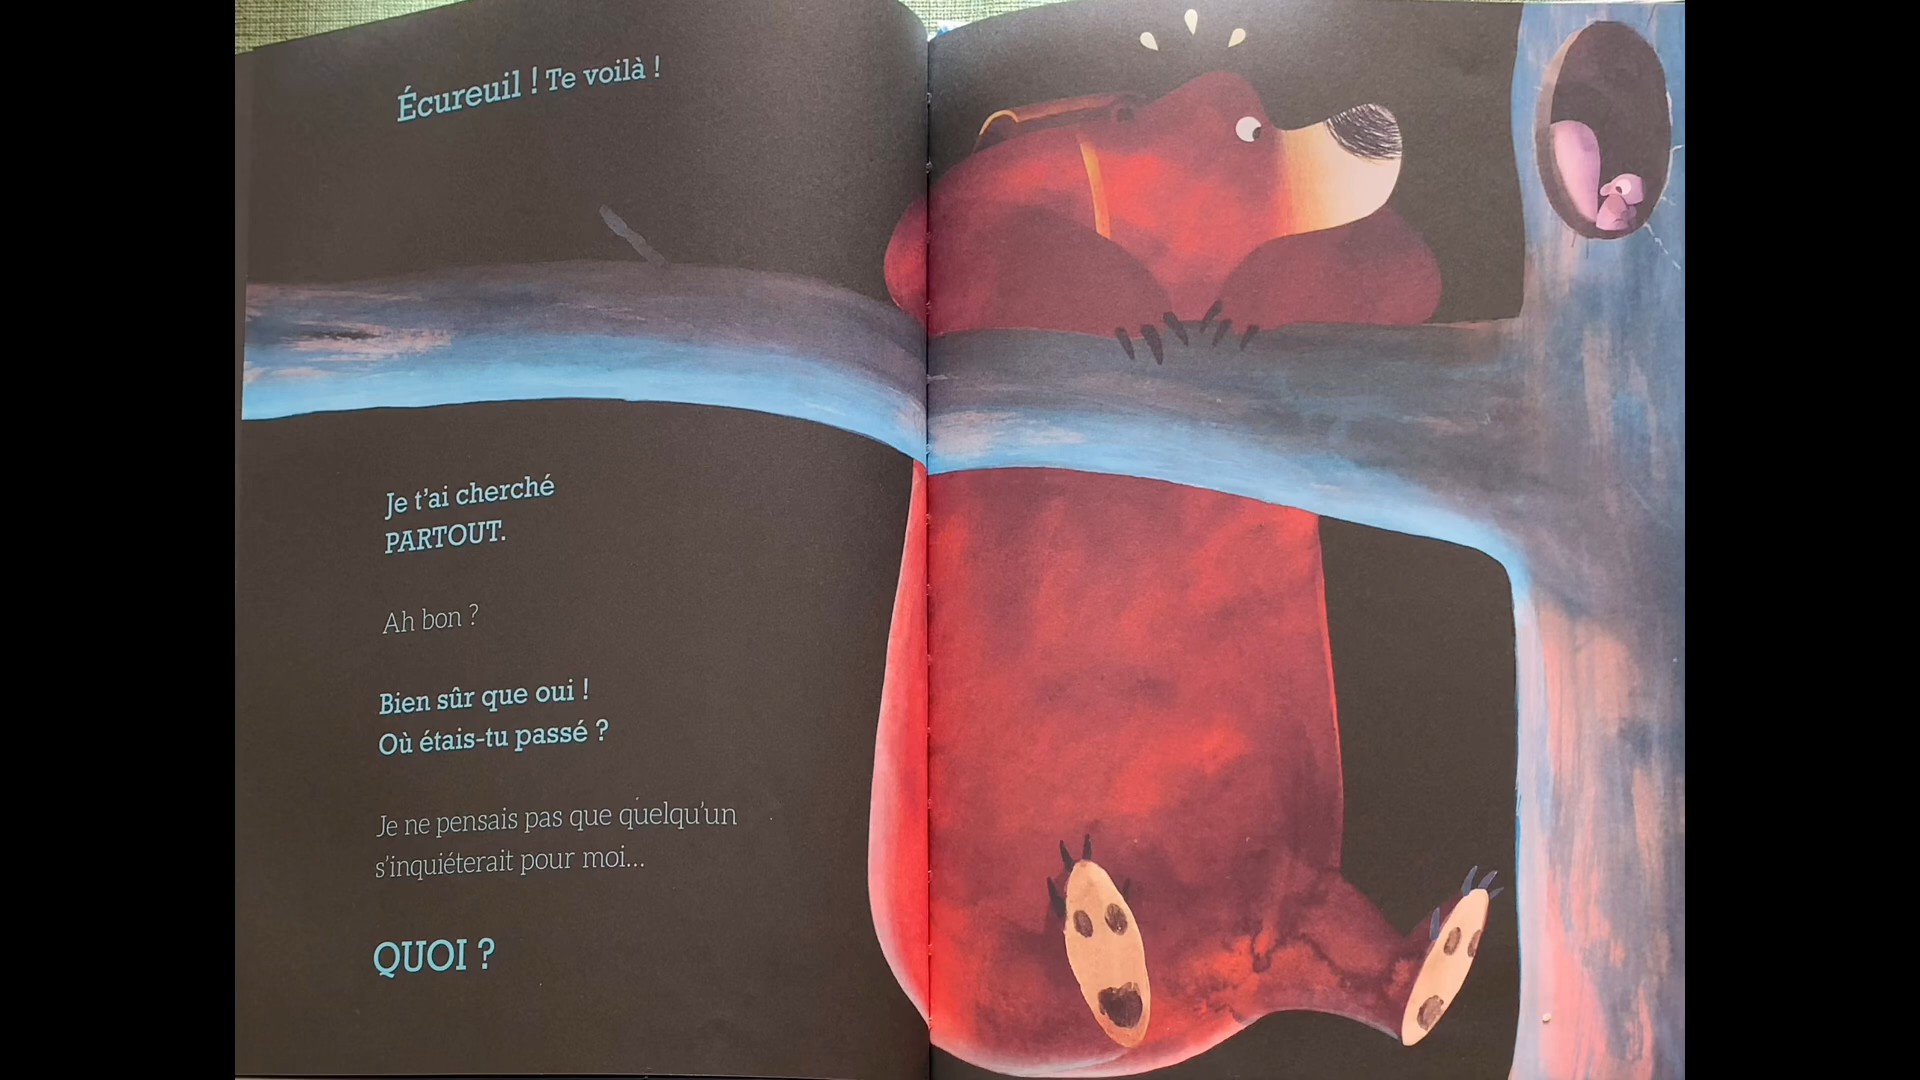 Écureuil ! Te voilà !
Je t'ai cherché
PARTOUT.
Ah bon ?
Bien sûr que oui !
Où étais-tu passé ?
Je ne pensais pas que quelqu'un
s'inquiéterait pour moi...
QUOI ?